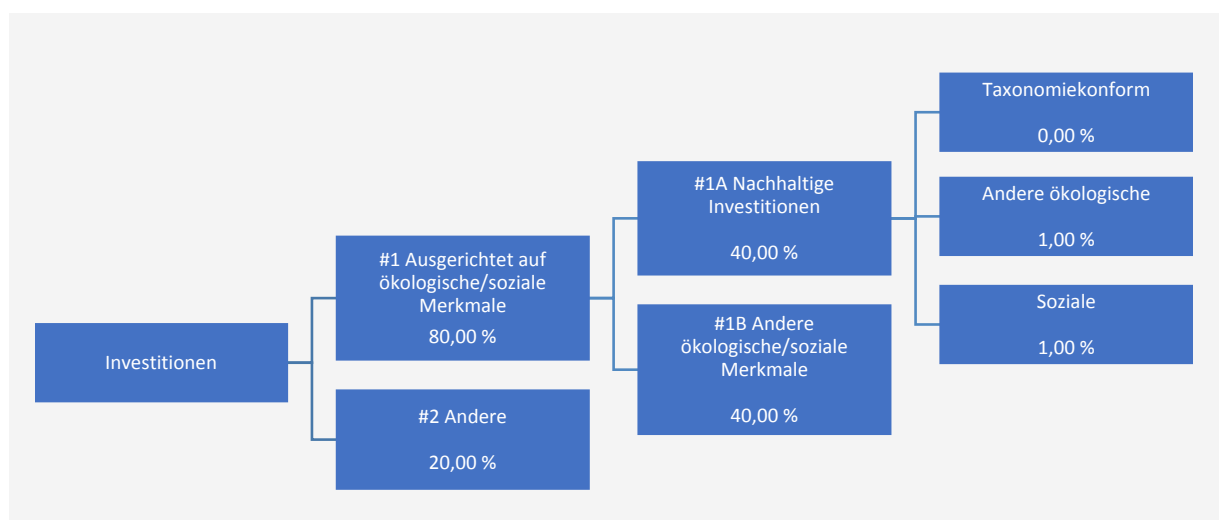 Investitionen
#1 Ausgerichtet auf
ökologische/soziale
Merkmale
80,00 %
#2 Andere
20,00 %
#1A Nachhaltige
Investitionen
40,00 %
#1B Andere
ökologische/soziale
Merkmale
40,00 %
Taxonomiekonform
0,00 %
Andere ökologische
1,00 %
Soziale
1,00 %